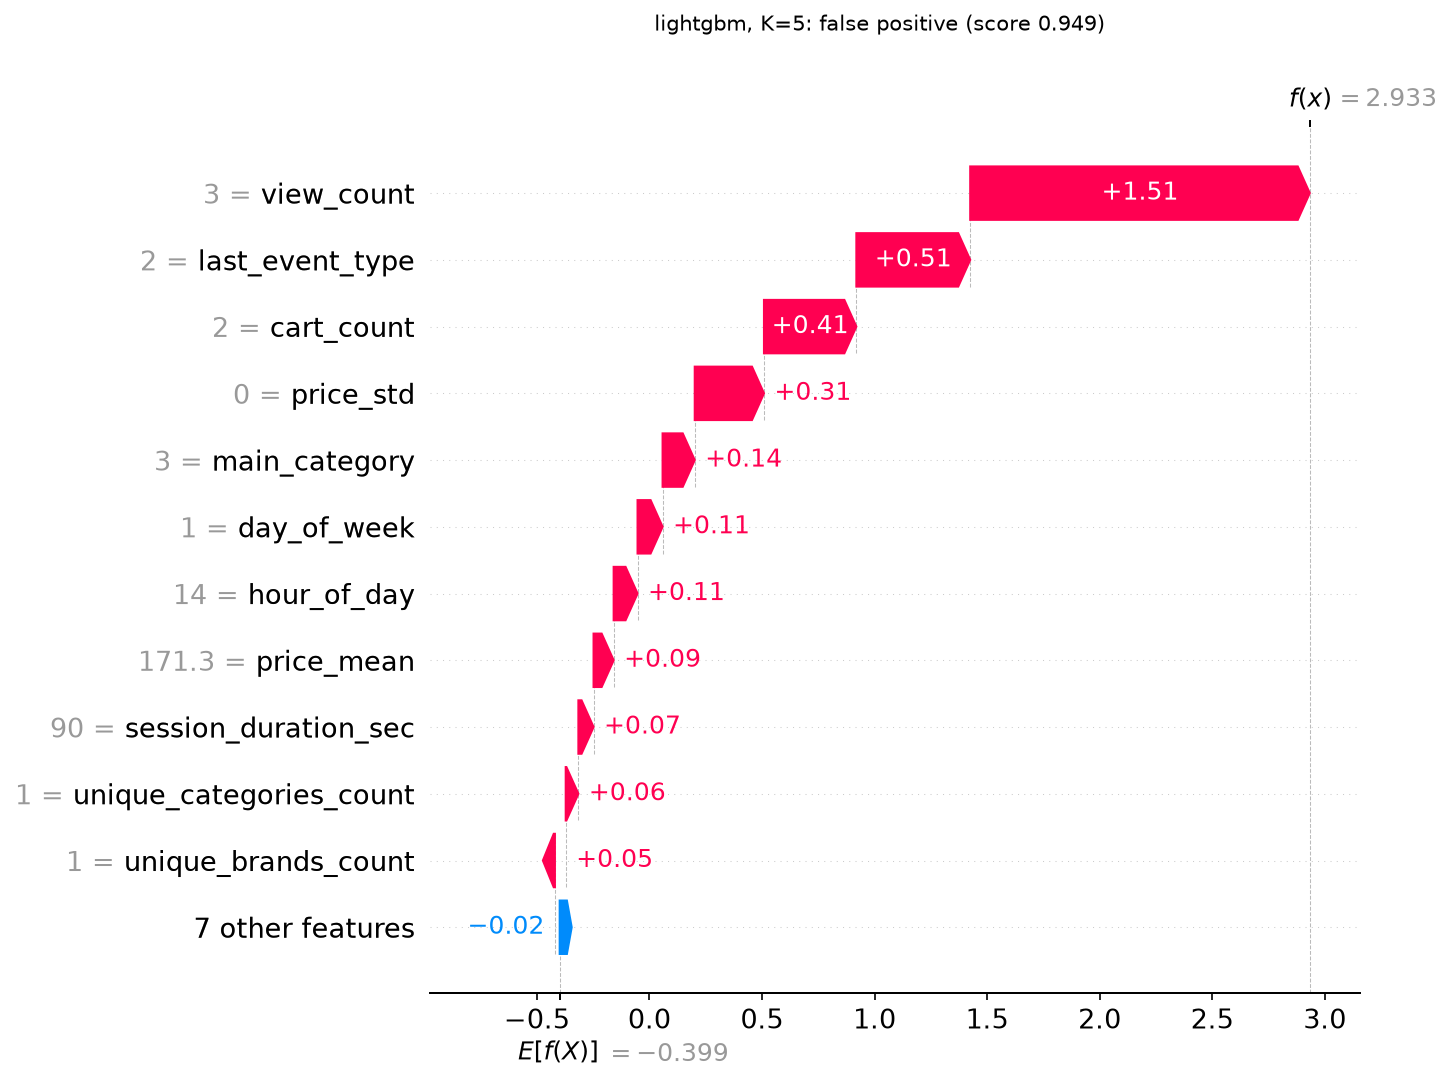 lightgbm, K=5: false positive (score 0.949)
f(x) = 2.933
3 = view_count +1.51
2 = last_event_type +0.51
2 = cart_count +0.41
0 = price_std +0.31
3 = main_category +0.14
1 = day_of_week +0.11
14 = hour_of_day +0.11
171.3 = price_mean +0.09
90 = session_duration_sec +0.07
1 = unique_categories_count +0.06
1 = unique_brands_count +0.05
7 other features −0.02
−0.5 0.0 0.5 1.0 1.5 2.0 2.5 3.0
E[f(X)] = −0.399